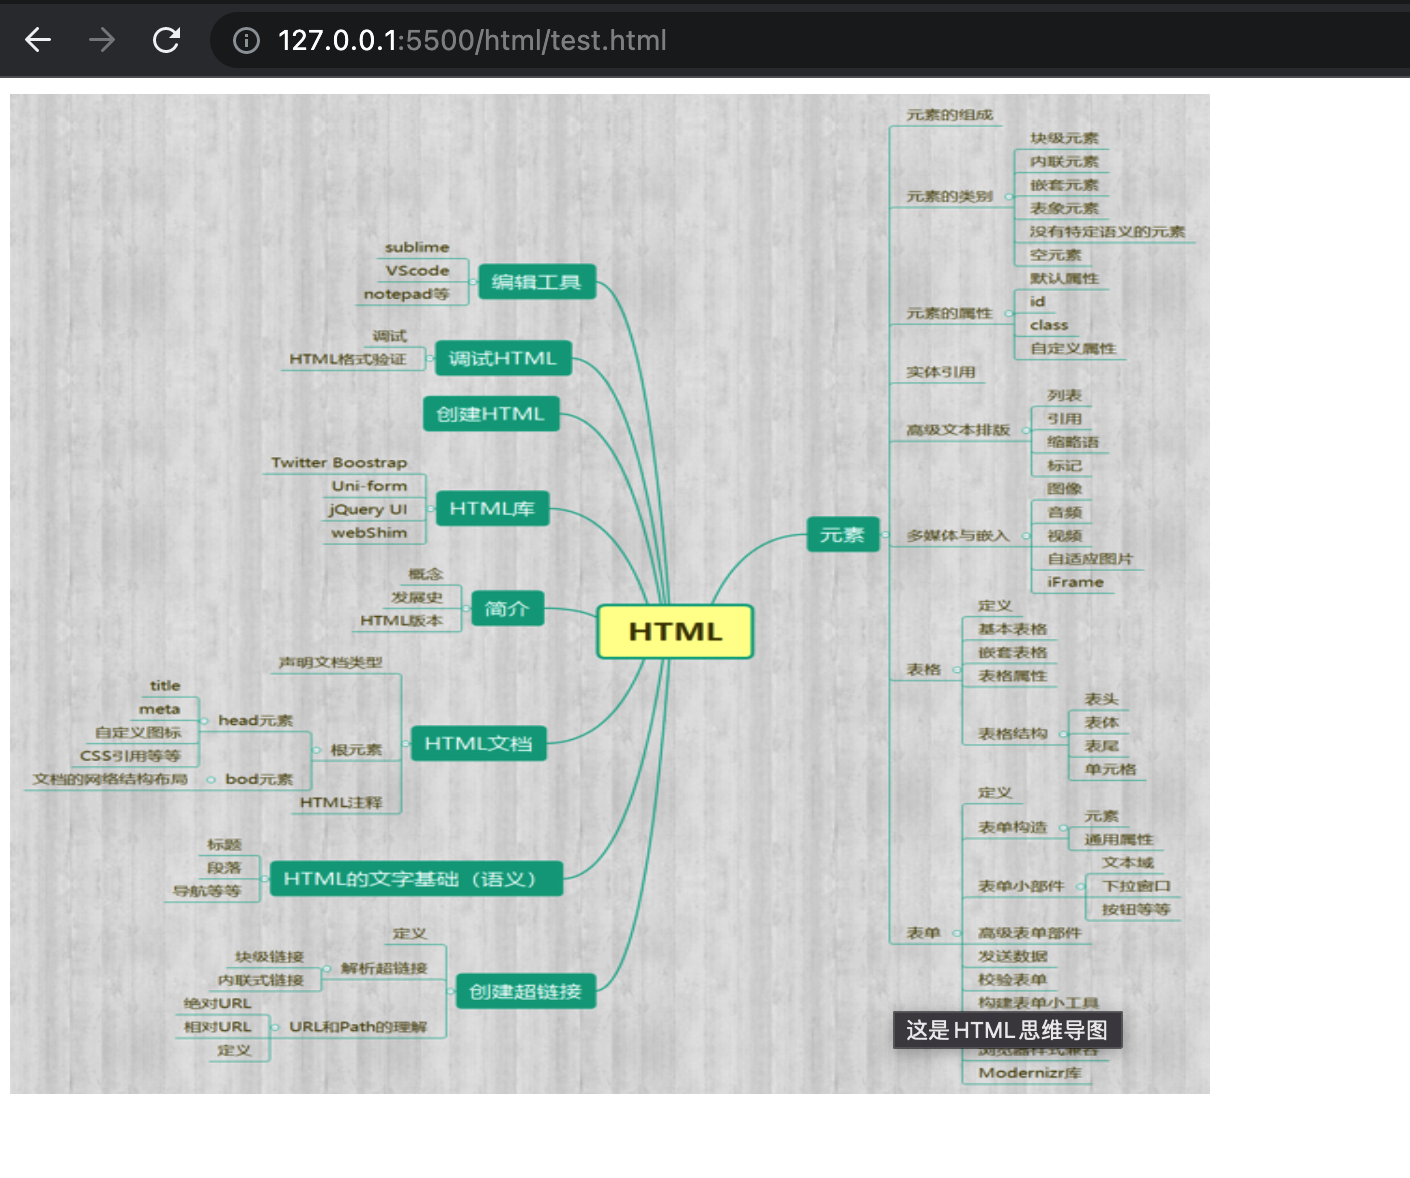 127.0.0.1:5500/html/test.html
HTML
编辑工具
sublime
VScode
notepad等
调试HTML
调试
HTML格式验证
创建HTML
HTML库
Twitter Boostrap
Uni-form
jQuery UI
webShim
简介
概念
发展史
HTML版本
HTML文档
声明文档类型
根元素
head元素
title
meta
自定义图标
CSS引用等等
bod元素
文档的网络结构布局
HTML注释
HTML的文字基础（语义）
标题
段落
导航等等
创建超链接
定义
解析超链接
块级链接
内联式链接
URL和Path的理解
绝对URL
相对URL
定义
元素
元素的组成
元素的类别
块级元素
内联元素
嵌套元素
表象元素
没有特定语义的元素
空元素
元素的属性
默认属性
id
class
自定义属性
实体引用
高级文本排版
列表
引用
缩略语
标记
多媒体与嵌入
图像
音频
视频
自适应图片
iFrame
表格
定义
基本表格
嵌套表格
表格属性
表格结构
表头
表体
表尾
单元格
表单
定义
表单构造
元素
通用属性
表单小部件
文本域
下拉窗口
按钮等等
高级表单部件
发送数据
校验表单
构建表单小工具
这是HTML思维导图
浏览器样式兼容
Modernizr库